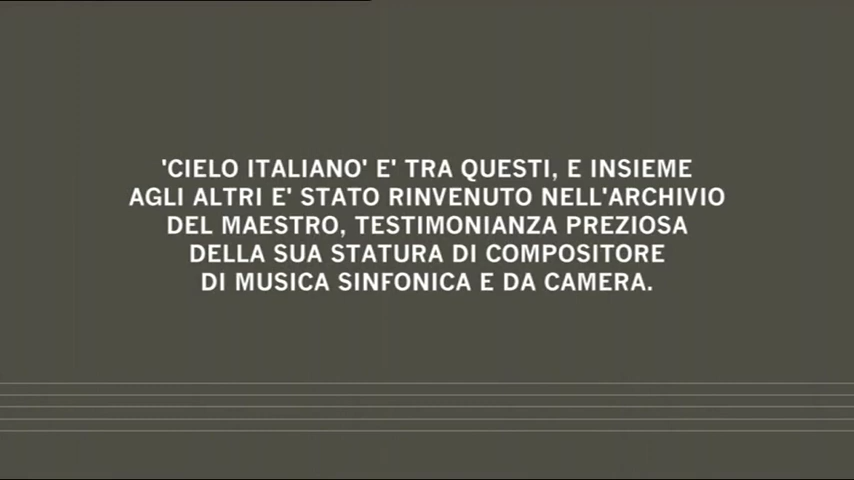 'CIELO ITALIANO' E' TRA QUESTI, E INSIEME
AGLI ALTRI E' STATO RINVENUTO NELL'ARCHIVIO
DEL MAESTRO, TESTIMONIANZA PREZIOSA
DELLA SUA STATURA DI COMPOSITORE
DI MUSICA SINFONICA E DA CAMERA.